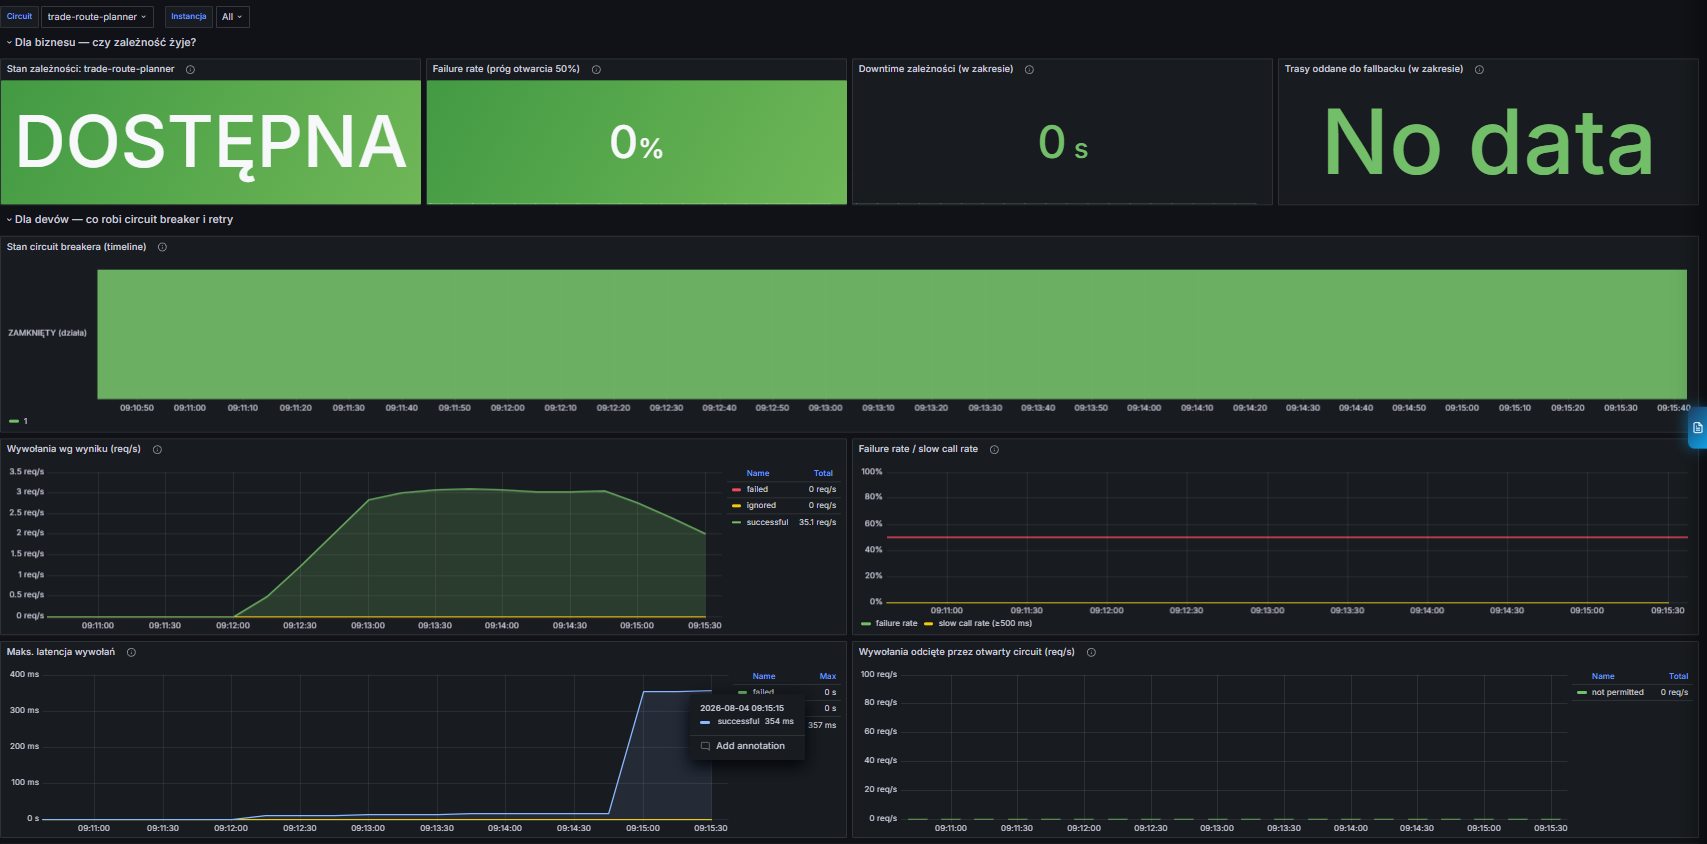 Circuit trade-route-planner Instancja All
Dla biznesu — czy zależność żyje?
Stan zależności: trade-route-planner
DOSTĘPNA
Failure rate (próg otwarcia 50%)
0%
Downtime zależności (w zakresie)
0 s
Trasy oddane do fallbacku (w zakresie)
No data
Dla devów — co robi circuit breaker i retry
Stan circuit breakera (timeline)
ZAMKNIĘTY (działa)
09:10:50 09:11:00 09:11:10 09:11:20 09:11:30 09:11:40 09:11:50 09:12:00 09:12:10 09:12:20 09:12:30 09:12:40 09:12:50 09:13:00 09:13:10 09:13:20 09:13:30 09:13:40 09:13:50 09:14:00 09:14:10 09:14:20 09:14:30 09:14:40 09:14:50 09:15:00 09:15:10 09:15:20 09:15:30 09:15:40
1
Wywołania wg wyniku (req/s)
3.5 req/s
3 req/s
2.5 req/s
2 req/s
1.5 req/s
1 req/s
0.5 req/s
0 req/s
09:11:00 09:11:30 09:12:00 09:12:30 09:13:00 09:13:30 09:14:00 09:14:30 09:15:00 09:15:30
Name Total
failed 0 req/s
ignored 0 req/s
successful 35.1 req/s
Failure rate / slow call rate
100%
80%
60%
40%
20%
0%
09:11:00 09:11:30 09:12:00 09:12:30 09:13:00 09:13:30 09:14:00 09:14:30 09:15:00 09:15:30
failure rate slow call rate (≥500 ms)
Maks. latencja wywołań
400 ms
300 ms
200 ms
100 ms
0 s
09:11:00 09:11:30 09:12:00 09:12:30 09:13:00 09:13:30 09:14:00 09:14:30 09:15:00 09:15:30
Name Max
failed 0 s
0 s
357 ms
2026-08-04 09:15:15
successful 354 ms
Add annotation
Wywołania odcięte przez otwarty circuit (req/s)
100 req/s
80 req/s
60 req/s
40 req/s
20 req/s
0 req/s
09:11:00 09:11:30 09:12:00 09:12:30 09:13:00 09:13:30 09:14:00 09:14:30 09:15:00 09:15:30
Name Total
not permitted 0 req/s